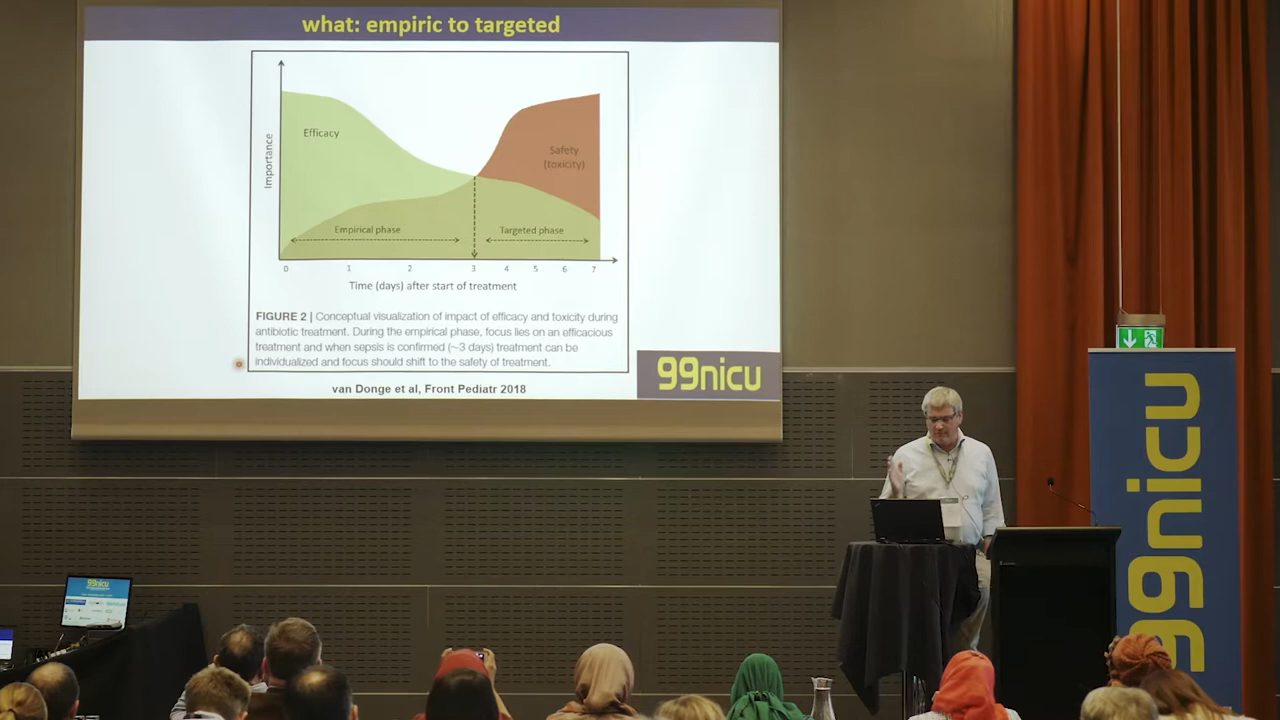 what: empiric to targeted
Importance
Efficacy
Safety
(toxicity)
Empirical phase
Targeted phase
0 1 2 3 4 5 6 7
Time (days) after start of treatment
FIGURE 2 | Conceptual visualization of impact of efficacy and toxicity during
antibiotic treatment. During the empirical phase, focus lies on an efficacious
treatment and when sepsis is confirmed (~3 days) treatment can be
individualized and focus should shift to the safety of treatment.
van Donge et al, Front Pediatr 2018
99nicu
99nicu
99nicu